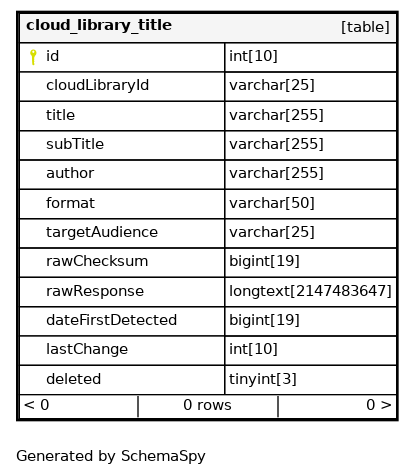 cloud_library_title [table]
id int[10]
cloudLibraryId varchar[25]
title varchar[255]
subTitle varchar[255]
author varchar[255]
format varchar[50]
targetAudience varchar[25]
rawChecksum bigint[19]
rawResponse longtext[2147483647]
dateFirstDetected bigint[19]
lastChange int[10]
deleted tinyint[3]
< 0 0 rows 0 >
Generated by SchemaSpy